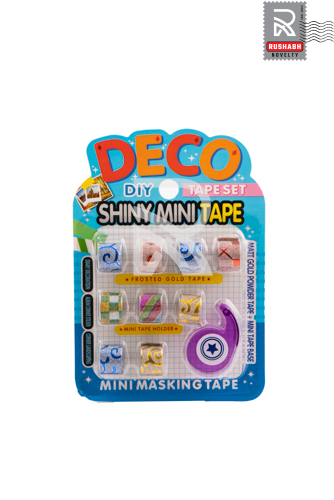 RUSHABH
NOVELTY
DECO
DIY
TAPE SET
SHINY MINI TAPE
FROSTED GOLD TAPE
MINI TAPE HOLDER
MATT GOLD POWDER TAPE + MINI TAPE BASE
MINI MASKING TAPE